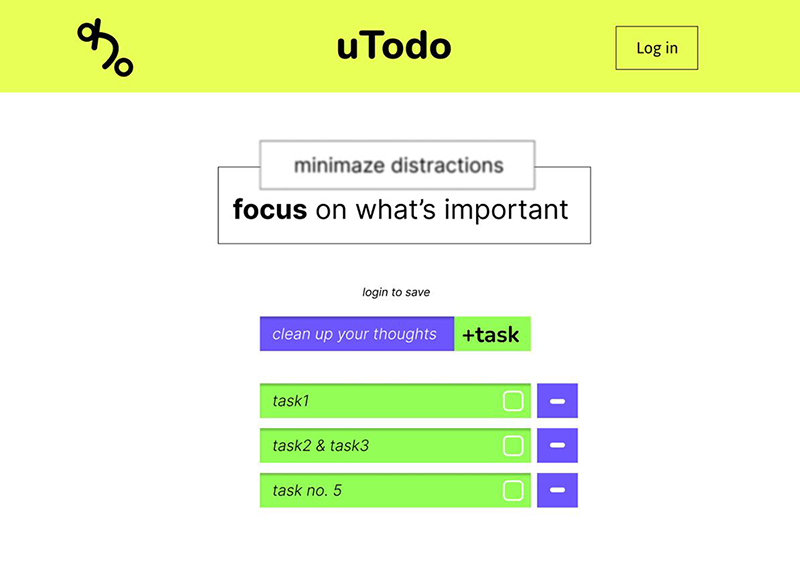 uTodo
Log in
minimaze distractions
focus on what's important
login to save
clean up your thoughts
+task
task1
task2 & task3
task no. 5